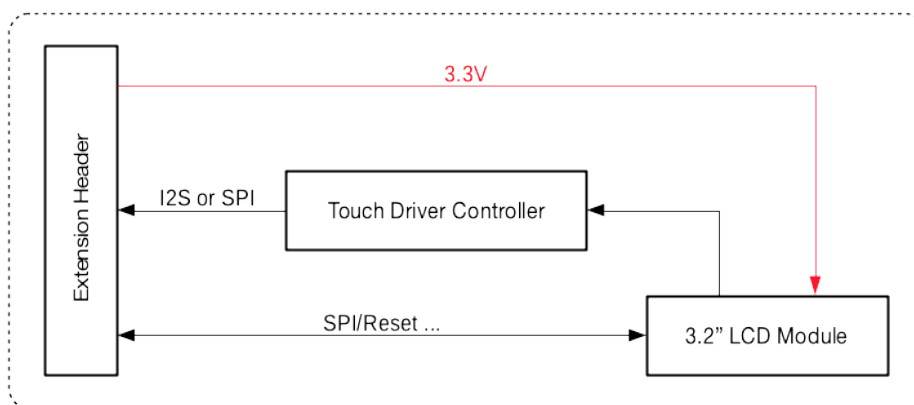 3.3V
Extension Header
I2S or SPI
Touch Driver Controller
SPI/Reset ...
3.2” LCD Module